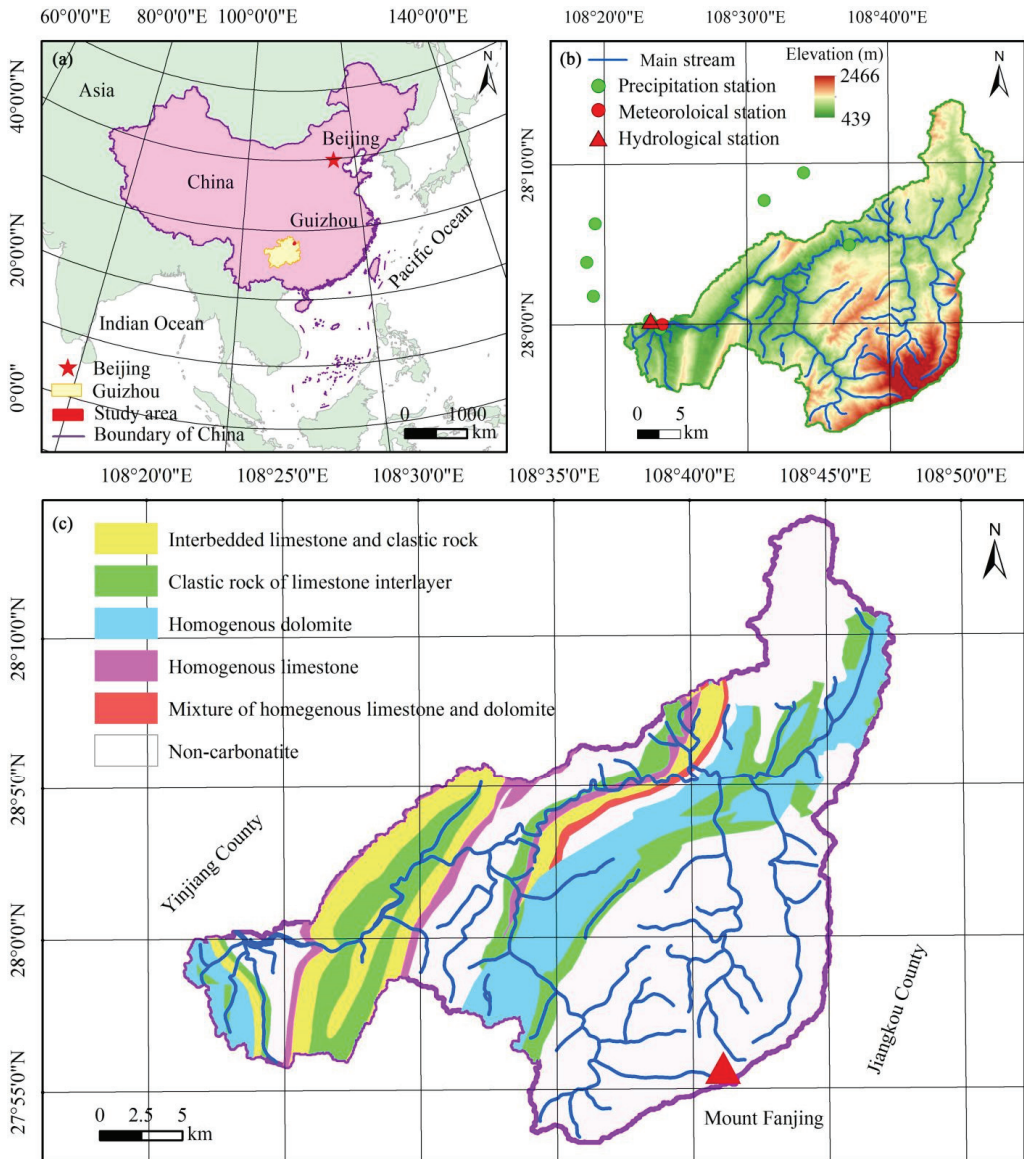 60°0'0"E 80°0'0"E 100°0'0"E 120°0'0"E 140°0'0"E
40°0'0"N
20°0'0"N
0°0'0"
(a)
N
Asia
Beijing
China
Guizhou
Pacific Ocean
Indian Ocean
Beijing
Guizhou
Study area
Boundary of China
0 1000
km
108°20'0"E 108°30'0"E 108°40'0"E
28°10'0"N
28°0'0"N
(b)
Main stream
Precipitation station
Meteoroloical station
Hydrological station
Elevation (m)
2466
439
N
0 2.5 5
km
108°20'0"E 108°25'0"E 108°30'0"E 108°35'0"E 108°40'0"E 108°45'0"E 108°50'0"E
28°10'0"N
28°5'0"N
28°0'0"N
27°55'0"N
(c)
Interbedded limestone and clastic rock
Clastic rock of limestone interlayer
Homogenous dolomite
Homogenous limestone
Mixture of homegenous limestone and dolomite
Non-carbonatite
N
Yinjiang County
Jiangkou County
Mount Fanjing
0 2.5 5
km